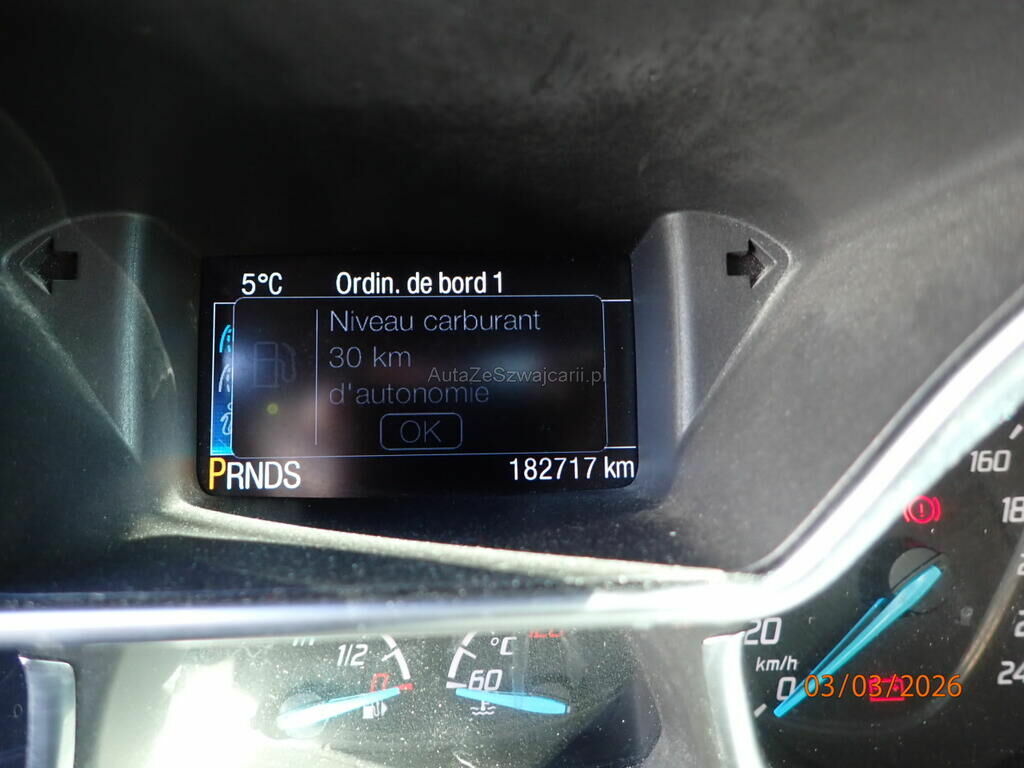 5°C Ordin. de bord 1
Niveau carburant
30 km
d'autonomie
AutaZeSzwajcarii.pl
OK
PRNDS 182717 km
160
1/2
0
°C
60
20
km/h
0
03/03/2026